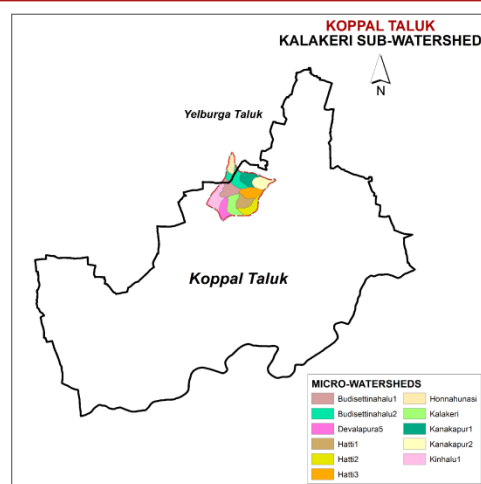 KOPPAL TALUK
KALAKERI SUB-WATERSHED
N
Yelburga Taluk
Koppal Taluk
MICRO-WATERSHEDS
Budisettinahalu1
Budisettinahalu2
Devalapura5
Hatti1
Hatti2
Hatti3
Honnahunasi
Kalakeri
Kanakapur1
Kanakapur2
Kinhalu1